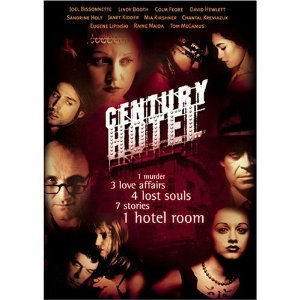 JOEL BISSONNETTE LINDY BOOTH COLM FEORE DAVID HEWLETT
SANDRINE HOLT JANET KIDDER MIA KIRSHNER CHANTAL KREVIAZUK
EUGENE LIPINSKI RAINE MAIDA TOM McCAMUS
CENTURY
HOTEL
1 murder
3 love affairs
4 lost souls
7 stories
1 hotel room